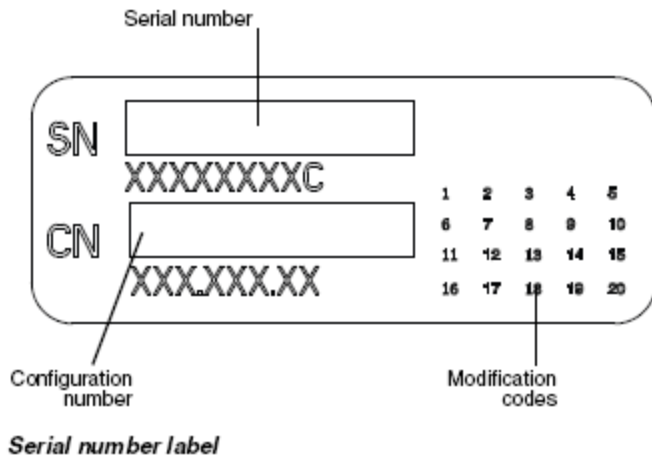 Serial number
SN
XXXXXXXXC
CN
XXX.XXX.XX
1 2 3 4 5
6 7 8 9 10
11 12 13 14 15
16 17 18 19 20
Configuration
number
Modification
codes
Serial number label